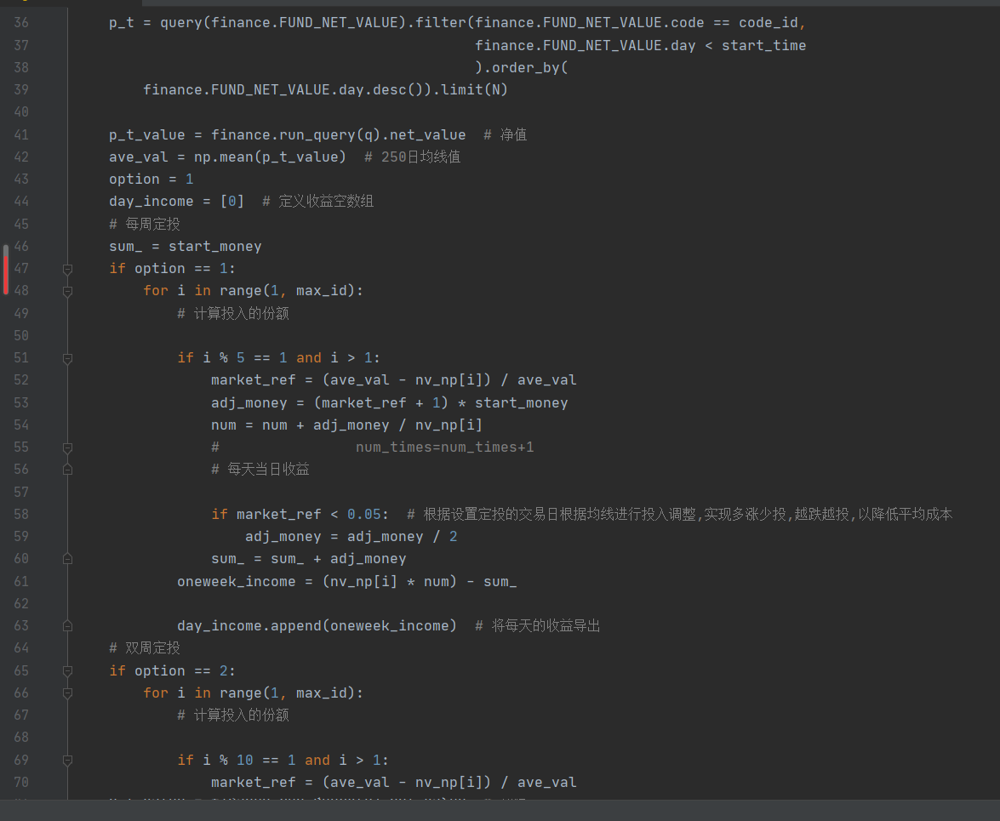 36 p_t = query(finance.FUND_NET_VALUE).filter(finance.FUND_NET_VALUE.code == code_id,
37 finance.FUND_NET_VALUE.day < start_time
38 ).order_by(
39 finance.FUND_NET_VALUE.day.desc()).limit(N)
40
41 p_t_value = finance.run_query(q).net_value # 净值
42 ave_val = np.mean(p_t_value) # 250日均线值
43 option = 1
44 day_income = [0] # 定义收益空数组
45 # 每周定投
46 sum_ = start_money
47 if option == 1:
48 for i in range(1, max_id):
49 # 计算投入的份额
50
51 if i % 5 == 1 and i > 1:
52 market_ref = (ave_val - nv_np[i]) / ave_val
53 adj_money = (market_ref + 1) * start_money
54 num = num + adj_money / nv_np[i]
55 # num_times=num_times+1
56 # 每天当日收益
57
58 if market_ref < 0.05: # 根据设置定投的交易日根据均线进行投入调整,实现多涨少投,越跌越投,以降低平均成本
59 adj_money = adj_money / 2
60 sum_ = sum_ + adj_money
61 oneweek_income = (nv_np[i] * num) - sum_
62
63 day_income.append(oneweek_income) # 将每天的收益导出
64 # 双周定投
65 if option == 2:
66 for i in range(1, max_id):
67 # 计算投入的份额
68
69 if i % 10 == 1 and i > 1:
70 market_ref = (ave_val - nv_np[i]) / ave_val